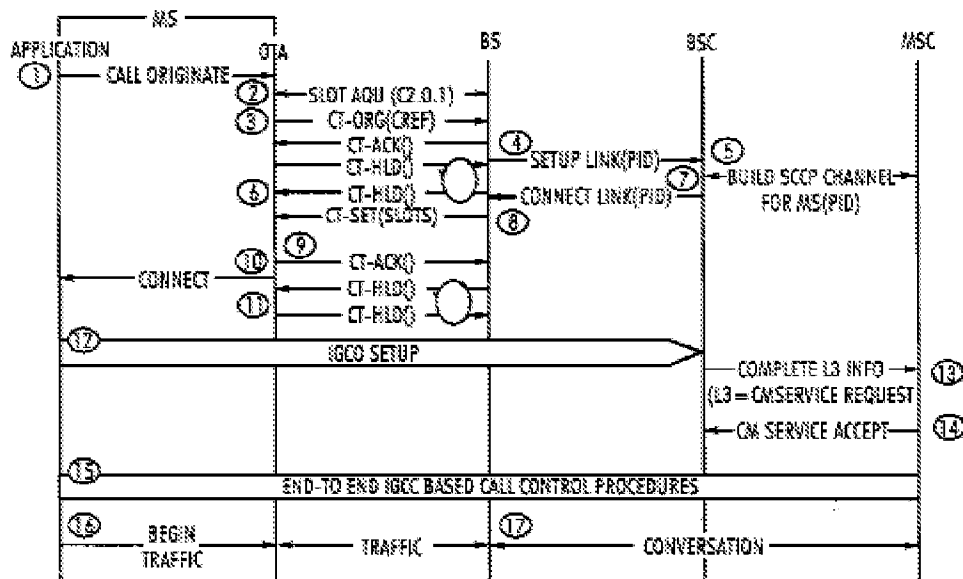 MS
APPLICATION
OTA
BS
BSC
MSC
1
CALL ORIGINATE
2
SLOT AQU (C2.0.1)
3
CT-ORG(CREF)
CT-ACK()
4
CT-HLD()
SETUP LINK(PID)
5
6
CT-HLD()
CONNECT LINK(PID)
7
BUILD SCCP CHANNEL
FOR MS(PID)
CT-SET(SLOTS)
8
9
10
CT-ACK()
CONNECT
CT-HLD()
11
CT-HLD()
12
IGCO SETUP
COMPLETE L3 INFO
13
(L3 = CMSERVICE REQUEST
CM SERVICE ACCEPT
14
15
END-TO END IGCC BASED CALL CONTROL PROCEDURES
16
BEGIN
TRAFFIC
TRAFFIC
17
CONVERSATION